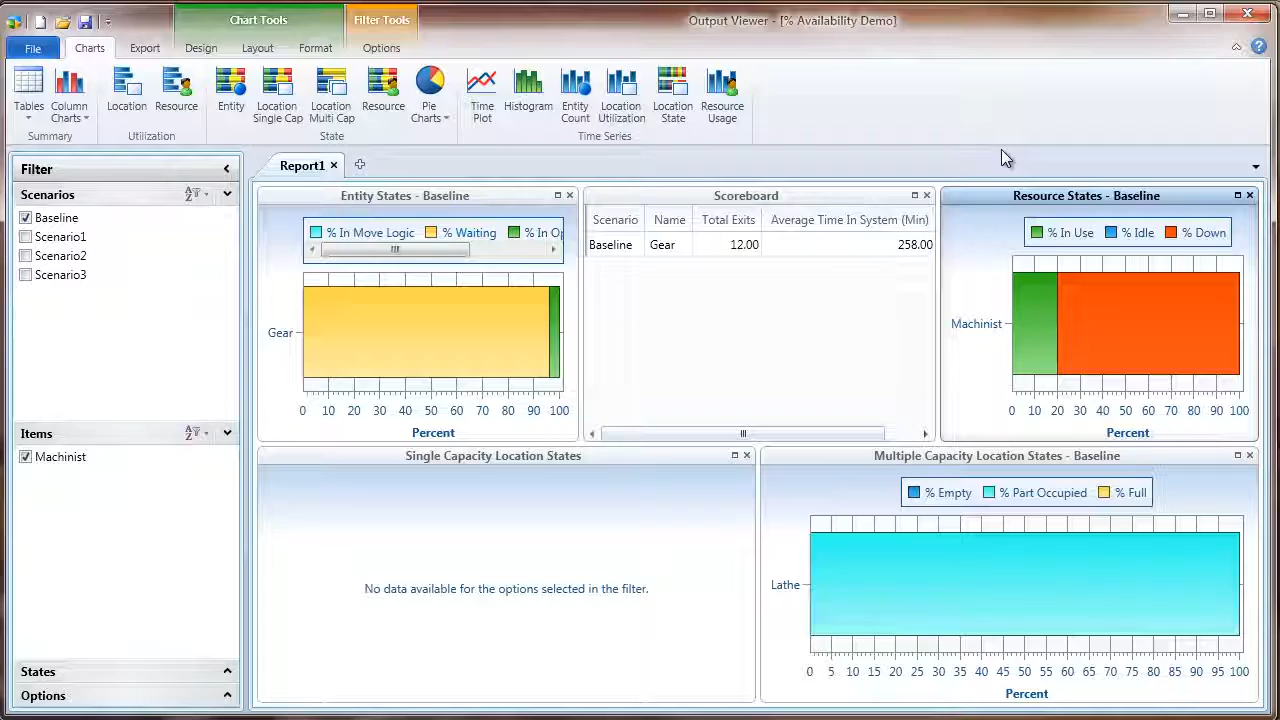 Chart Tools
Filter Tools
Output Viewer - [% Availability Demo]
File
Charts
Export
Design
Layout
Format
Options
Tables
Column Charts
Location
Resource
Entity
Location Single Cap
Location Multi Cap
Resource
Pie Charts
Time Plot
Histogram
Entity Count
Location Utilization
Location State
Resource Usage
Summary
Utilization
State
Time Series
Filter
Scenarios
Baseline
Scenario1
Scenario2
Scenario3
Items
Machinist
States
Options
Report1
Entity States - Baseline
% In Move Logic % Waiting % In Op
Gear
0 10 20 30 40 50 60 70 80 90 100
Percent
Scoreboard
Scenario Name Total Exits Average Time In System (Min)
Baseline Gear 12.00 258.00
Resource States - Baseline
% In Use % Idle % Down
Machinist
0 10 20 30 40 50 60 70 80 90 100
Percent
Single Capacity Location States
No data available for the options selected in the filter.
Multiple Capacity Location States - Baseline
% Empty % Part Occupied % Full
Lathe
0 5 10 15 20 25 30 35 40 45 50 55 60 65 70 75 80 85 90 95 100
Percent